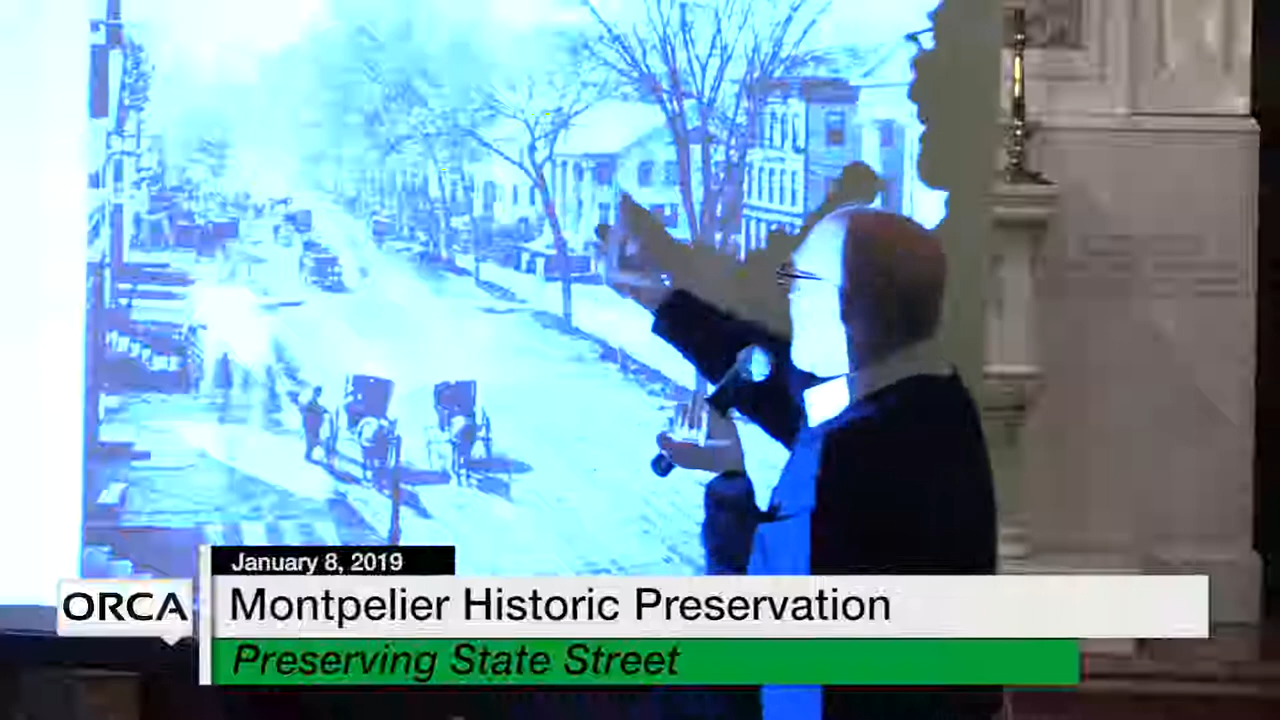 January 8, 2019
ORCA
Montpelier Historic Preservation
Preserving State Street